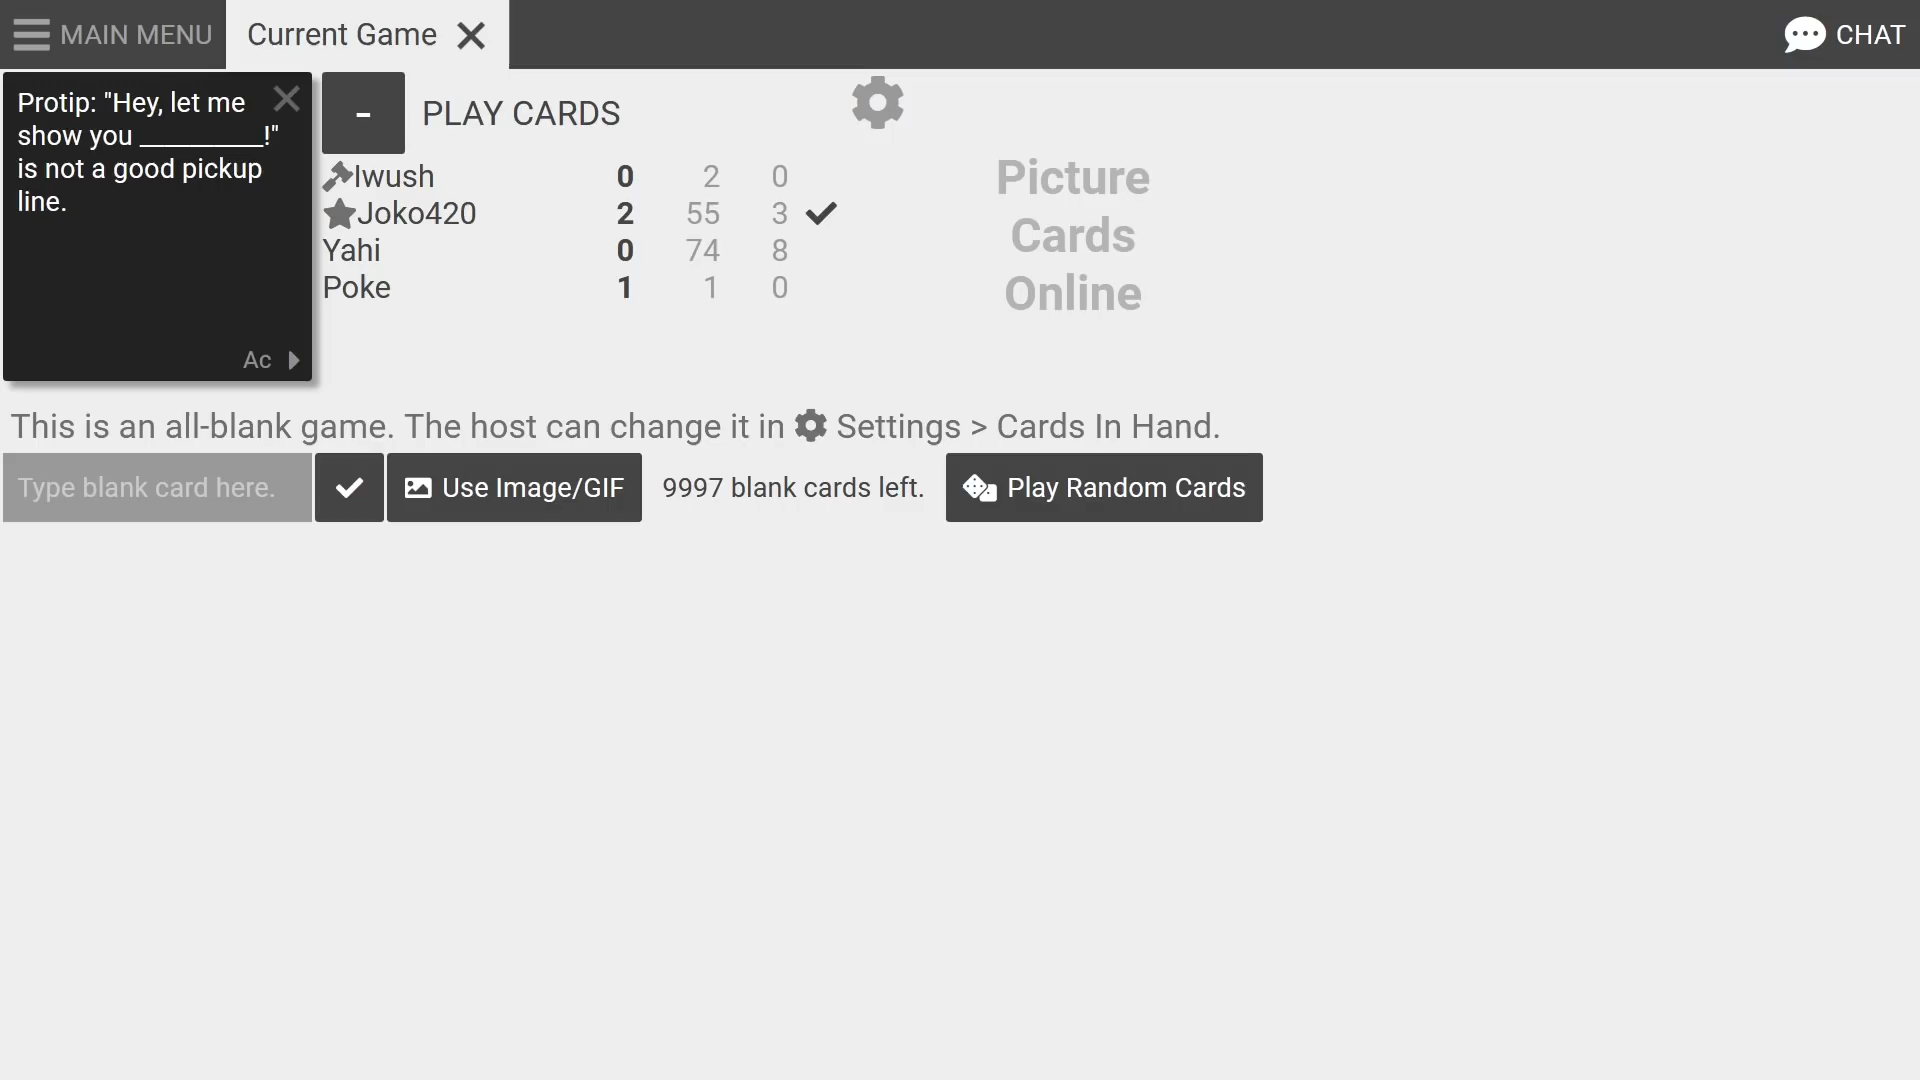 MAIN MENU
Current Game
CHAT
Protip: "Hey, let me
show you __________!"
is not a good pickup
line.
Ac
-
PLAY CARDS
Iwush 0 2 0
Joko420 2 55 3
Yahi 0 74 8
Poke 1 1 0
Picture
Cards
Online
This is an all-blank game. The host can change it in Settings > Cards In Hand.
Type blank card here.
Use Image/GIF
9997 blank cards left.
Play Random Cards